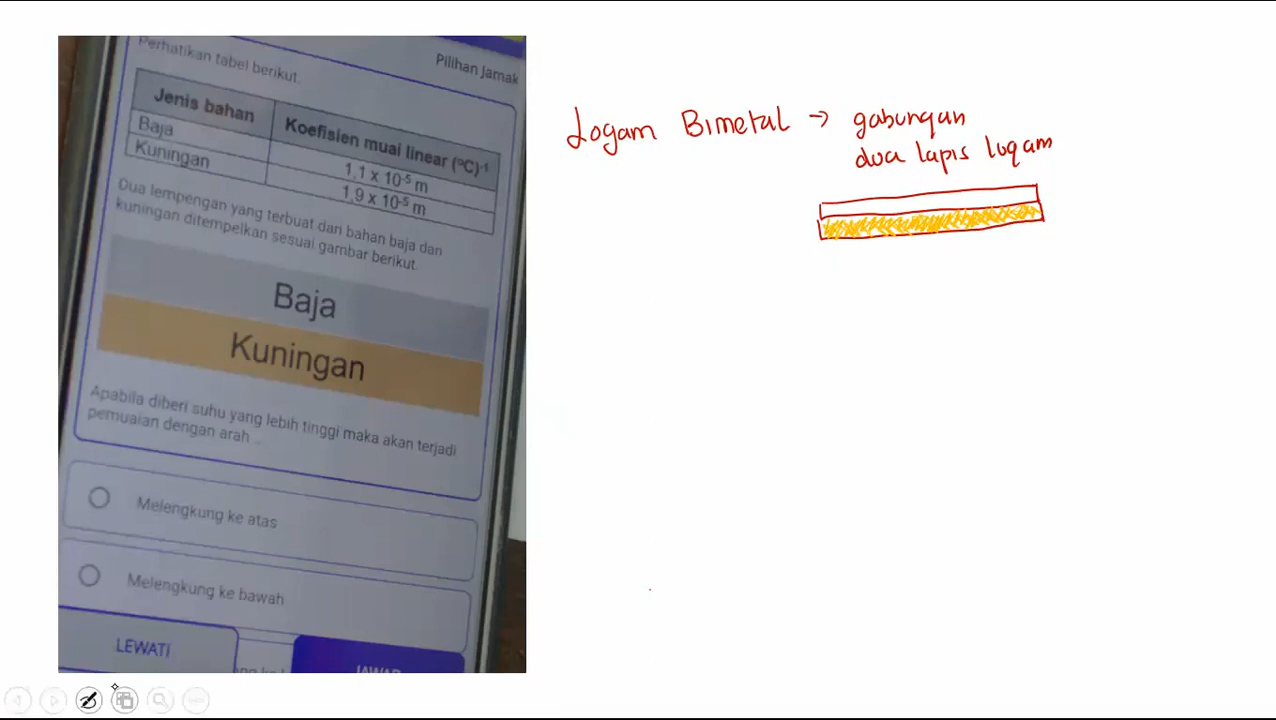 Perhatikan tabel berikut.
Pilihan Jamak
Jenis bahan
Koefisien muai linear (°C)-1
Baja
1,1 x 10-5 m
Kuningan
1,9 x 10-5 m
Dua lempengan yang terbuat dari bahan baja dan
kuningan ditempelkan sesuai gambar berikut.
Baja
Kuningan
Apabila diberi suhu yang lebih tinggi maka akan terjadi
pemuaian dengan arah ...
Melengkung ke atas
Melengkung ke bawah
LEWATI
JAWAB
Logam Bimetal → gabungan
dua lapis logam